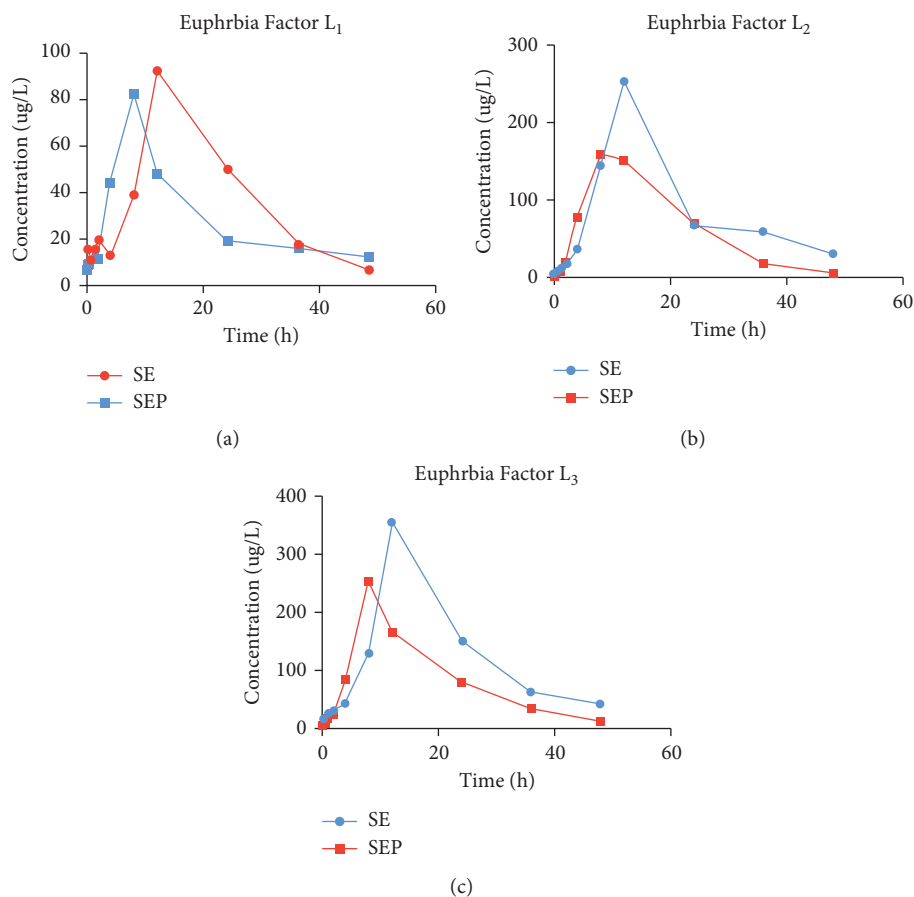 Euphrbia Factor L₁
Concentration (ug/L)
100
80
60
40
20
0
0 20 40 60
Time (h)
SE
SEP
(a)
Euphrbia Factor L₂
Concentration (ug/L)
300
200
100
0
0 20 40 60
Time (h)
SE
SEP
(b)
Euphrbia Factor L₃
Concentration (ug/L)
400
300
200
100
0
0 20 40 60
Time (h)
SE
SEP
(c)